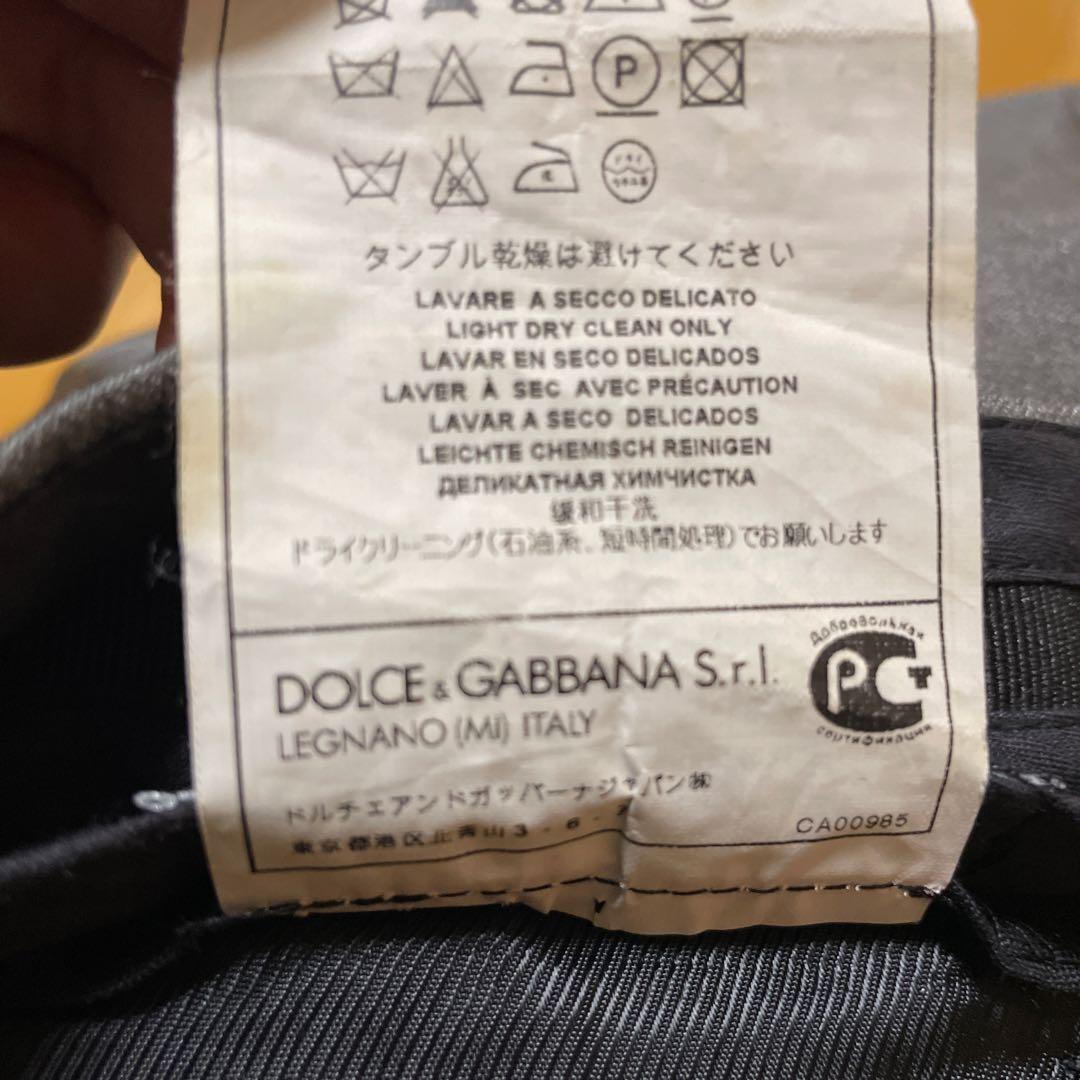 P
タンブル乾燥は避けてください
LAVARE A SECCO DELICATO
LIGHT DRY CLEAN ONLY
LAVAR EN SECO DELICADOS
LAVER À SEC AVEC PRÉCAUTION
LAVAR A SECO DELICADOS
LEICHTE CHEMISCH REINIGEN
ДЕЛИКАТНАЯ ХИМЧИСТКА
缓和干洗
ドライクリーニング(石油系、短時間処理)でお願いします
Добровольная
РСТ
сертификация
DOLCE & GABBANA S.r.l.
LEGNANO (MI) ITALY
ドルチェアンドガッバーナジャパン㈱
東京都港区北青山3-6-
CA00985